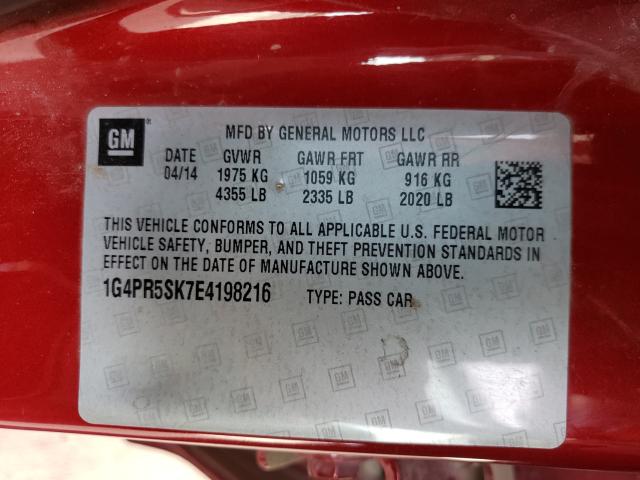 GM ®
MFD BY GENERAL MOTORS LLC
DATE GVWR GAWR FRT GAWR RR
04/14 1975 KG 1059 KG 916 KG
4355 LB 2335 LB 2020 LB
THIS VEHICLE CONFORMS TO ALL APPLICABLE U.S. FEDERAL MOTOR
VEHICLE SAFETY, BUMPER, AND THEFT PREVENTION STANDARDS IN
EFFECT ON THE DATE OF MANUFACTURE SHOWN ABOVE.
1G4PR5SK7E4198216 TYPE: PASS CAR